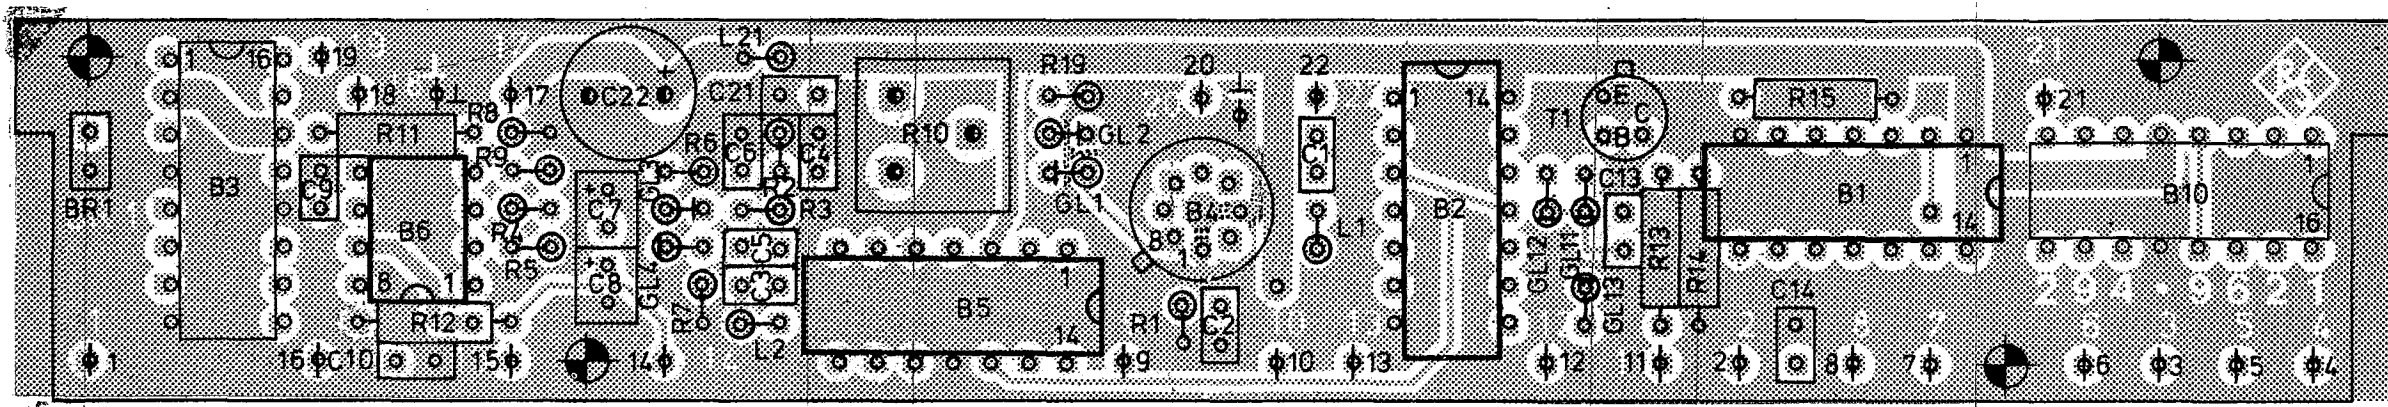 L21
1 16 19
R19 20 22
18 17 C22 C21 1 14 E R15 21
R8 C T1 B
R11 R6 R10 GL2
R9 C6 C4 C1 1 1
B3 C9 R2 C13 B1 B10
BR1 C7 R3 GL1 B4 B2
B6 R4 L1 14 16
R5 C5 8 1 GL12 GL11 R13 R14
8 1 C8 GL4 C3 1
B5 2 9 4 - 9 6 2 1
R12 R7 R1 C2 GL13 C14
L2 14
1 16 C10 15 14 9 10 13 12 11 2 8 7 6 3 5 4